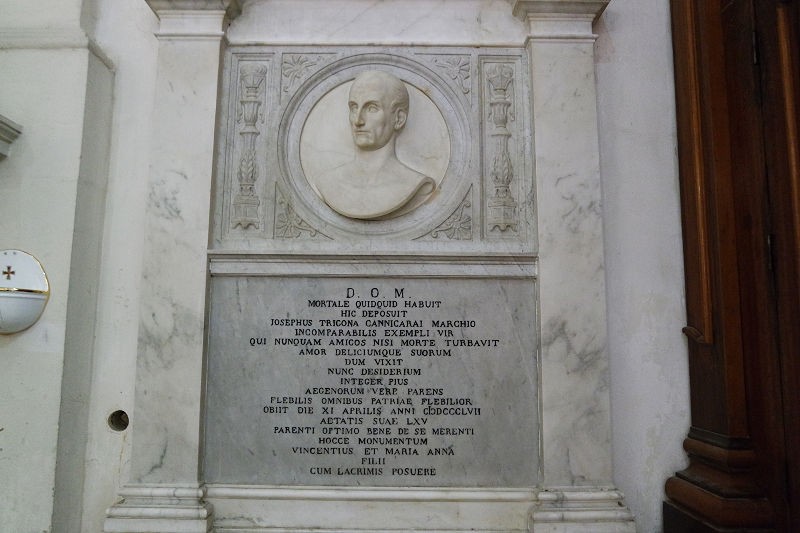 D. O. M.
MORTALE QUIDQUID HABUIT
HIC DEPOSUIT
IOSEPHUS TRIGONA CANNICARAI MARCHIO
INCOMPARABILIS EXEMPLI VIR
QUI NUNQUAM AMICOS NISI MORTE TURBAVIT
AMOR DELICIUMQUE SUORUM
DUM VIXIT
NUNC DESIDERIUM
INTEGER PIUS
AEGENORUM VERE PARENS
FLEBILIS OMNIBUS PATRIAE FLEBILIOR
OBIIT DIE XI APRILIS ANNI CIƆDCCCLVII
AETATIS SUAE LXV
PARENTI OPTIMO BENE DE SE MERENTI
HOCCE MONUMENTUM
VINCENTIUS ET MARIA ANNA
FILII
CUM LACRIMIS POSUERE